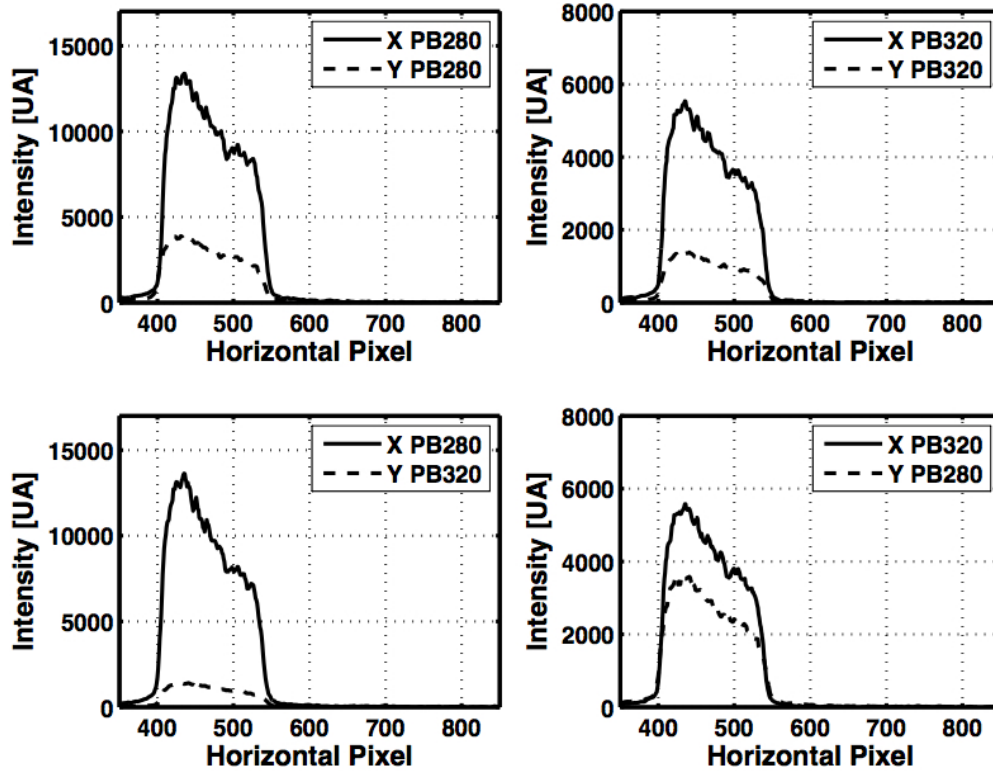 X PB280
Y PB280
Intensity [UA]
15000
10000
5000
0
400 500 600 700 800
Horizontal Pixel
X PB320
Y PB320
Intensity [UA]
8000
6000
4000
2000
0
400 500 600 700 800
Horizontal Pixel
X PB280
Y PB320
Intensity [UA]
15000
10000
5000
0
400 500 600 700 800
Horizontal Pixel
X PB320
Y PB280
Intensity [UA]
8000
6000
4000
2000
0
400 500 600 700 800
Horizontal Pixel